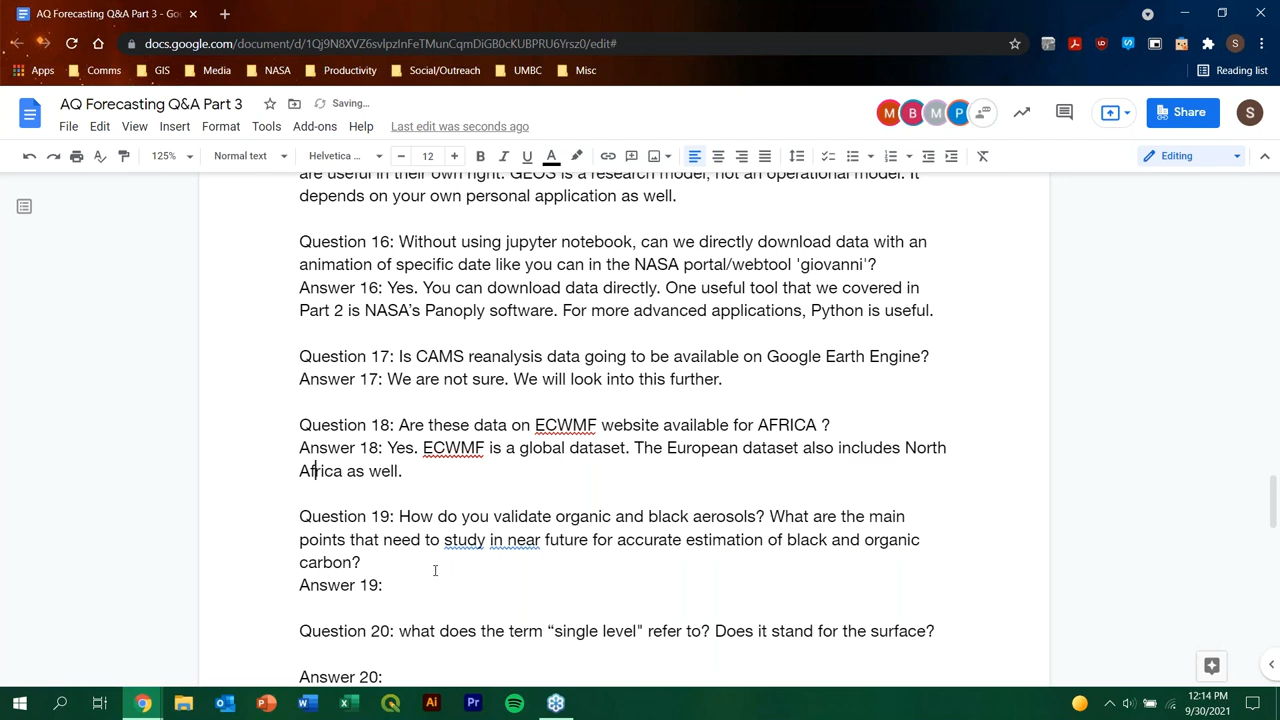 AQ Forecasting Q&A Part 3 -
docs.google.com/document/d/1Qj9N8XVZ6svlpzInFeTMunCqmDiGB0cKUBPRU6Yrsz0/edit#
Apps Comms GIS Media NASA Productivity Social/Outreach UMBC Misc Reading list
AQ Forecasting Q&A Part 3 Saving...
File Edit View Insert Format Tools Add-ons Help Last edit was seconds ago
M B M P Share S
125% Normal text Helvetica ... 12 B I U A Editing
are useful in their own right. GEOS is a research model, not an operational model. It
depends on your own personal application as well.
Question 16: Without using jupyter notebook, can we directly download data with an
animation of specific date like you can in the NASA portal/webtool 'giovanni'?
Answer 16: Yes. You can download data directly. One useful tool that we covered in
Part 2 is NASA’s Panoply software. For more advanced applications, Python is useful.
Question 17: Is CAMS reanalysis data going to be available on Google Earth Engine?
Answer 17: We are not sure. We will look into this further.
Question 18: Are these data on ECWMF website available for AFRICA ?
Answer 18: Yes. ECWMF is a global dataset. The European dataset also includes North
Africa as well.
Question 19: How do you validate organic and black aerosols? What are the main
points that need to study in near future for accurate estimation of black and organic
carbon?
Answer 19:
Question 20: what does the term “single level" refer to? Does it stand for the surface?
Answer 20:
12:14 PM
9/30/2021